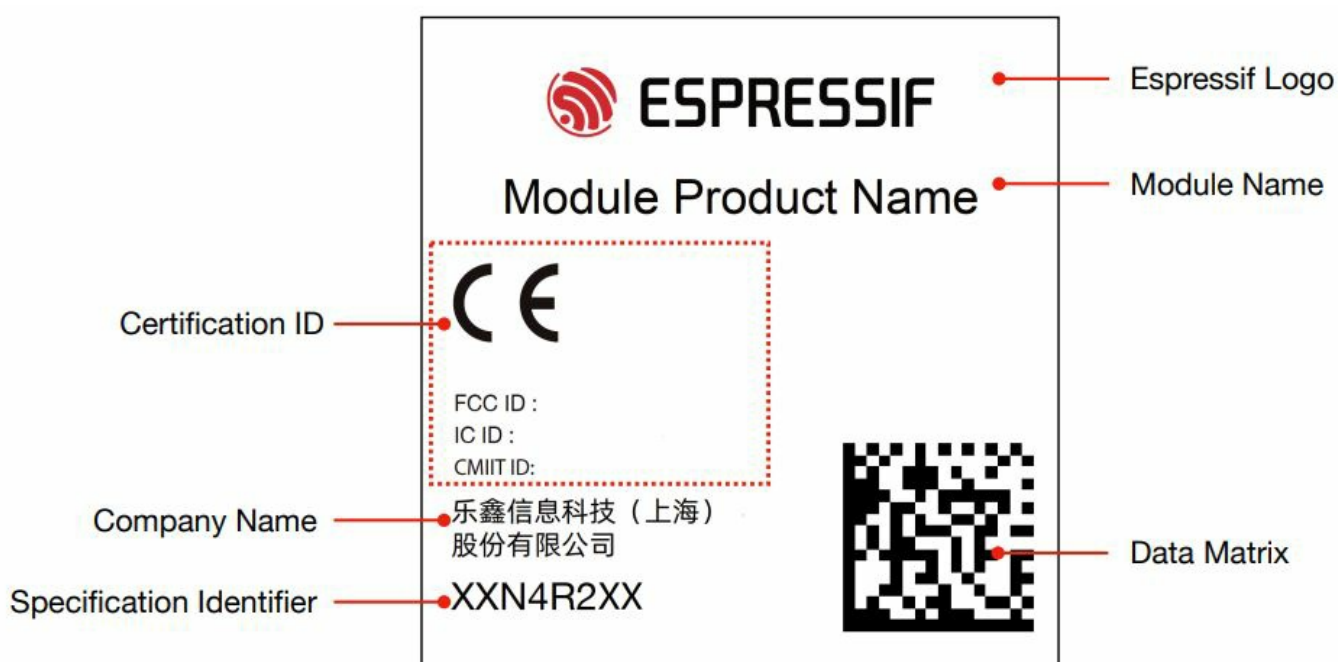 ESPRESSIF
Espressif Logo
Module Product Name
Module Name
Certification ID
CE
FCC ID :
IC ID :
CMIIT ID:
Company Name
乐鑫信息科技（上海）
股份有限公司
Data Matrix
Specification Identifier
XXN4R2XX